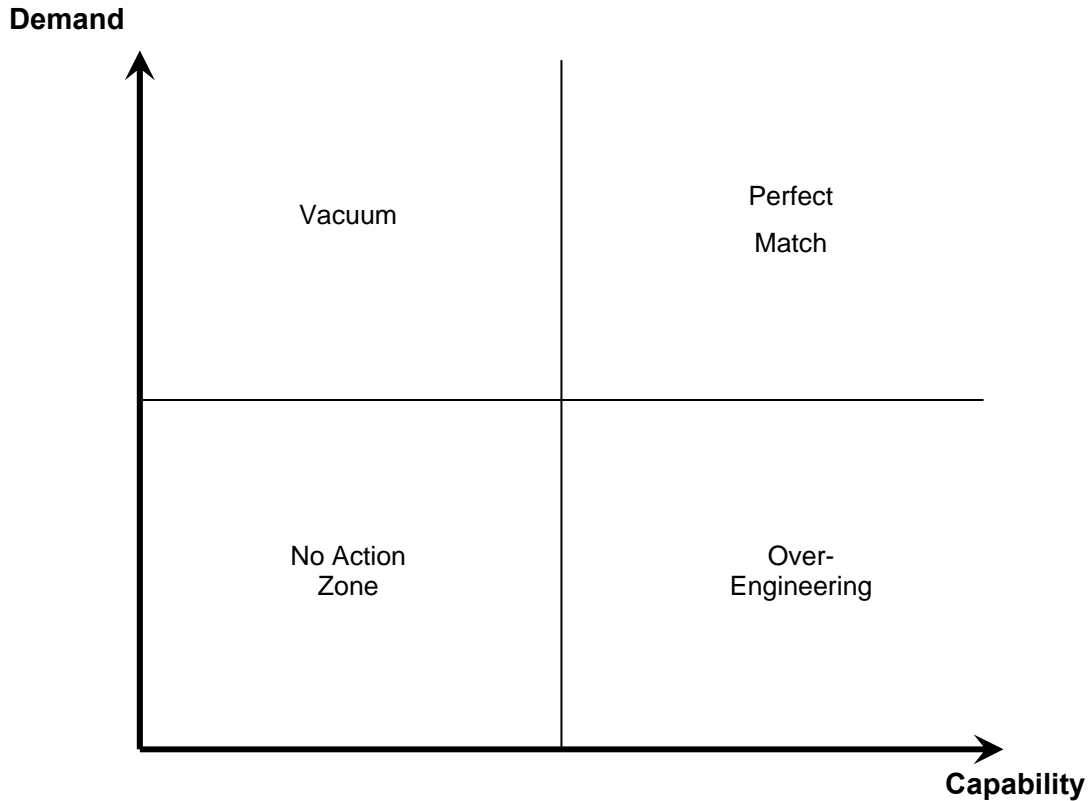 Demand
Vacuum
Perfect
Match
No Action
Zone
Over-
Engineering
Capability